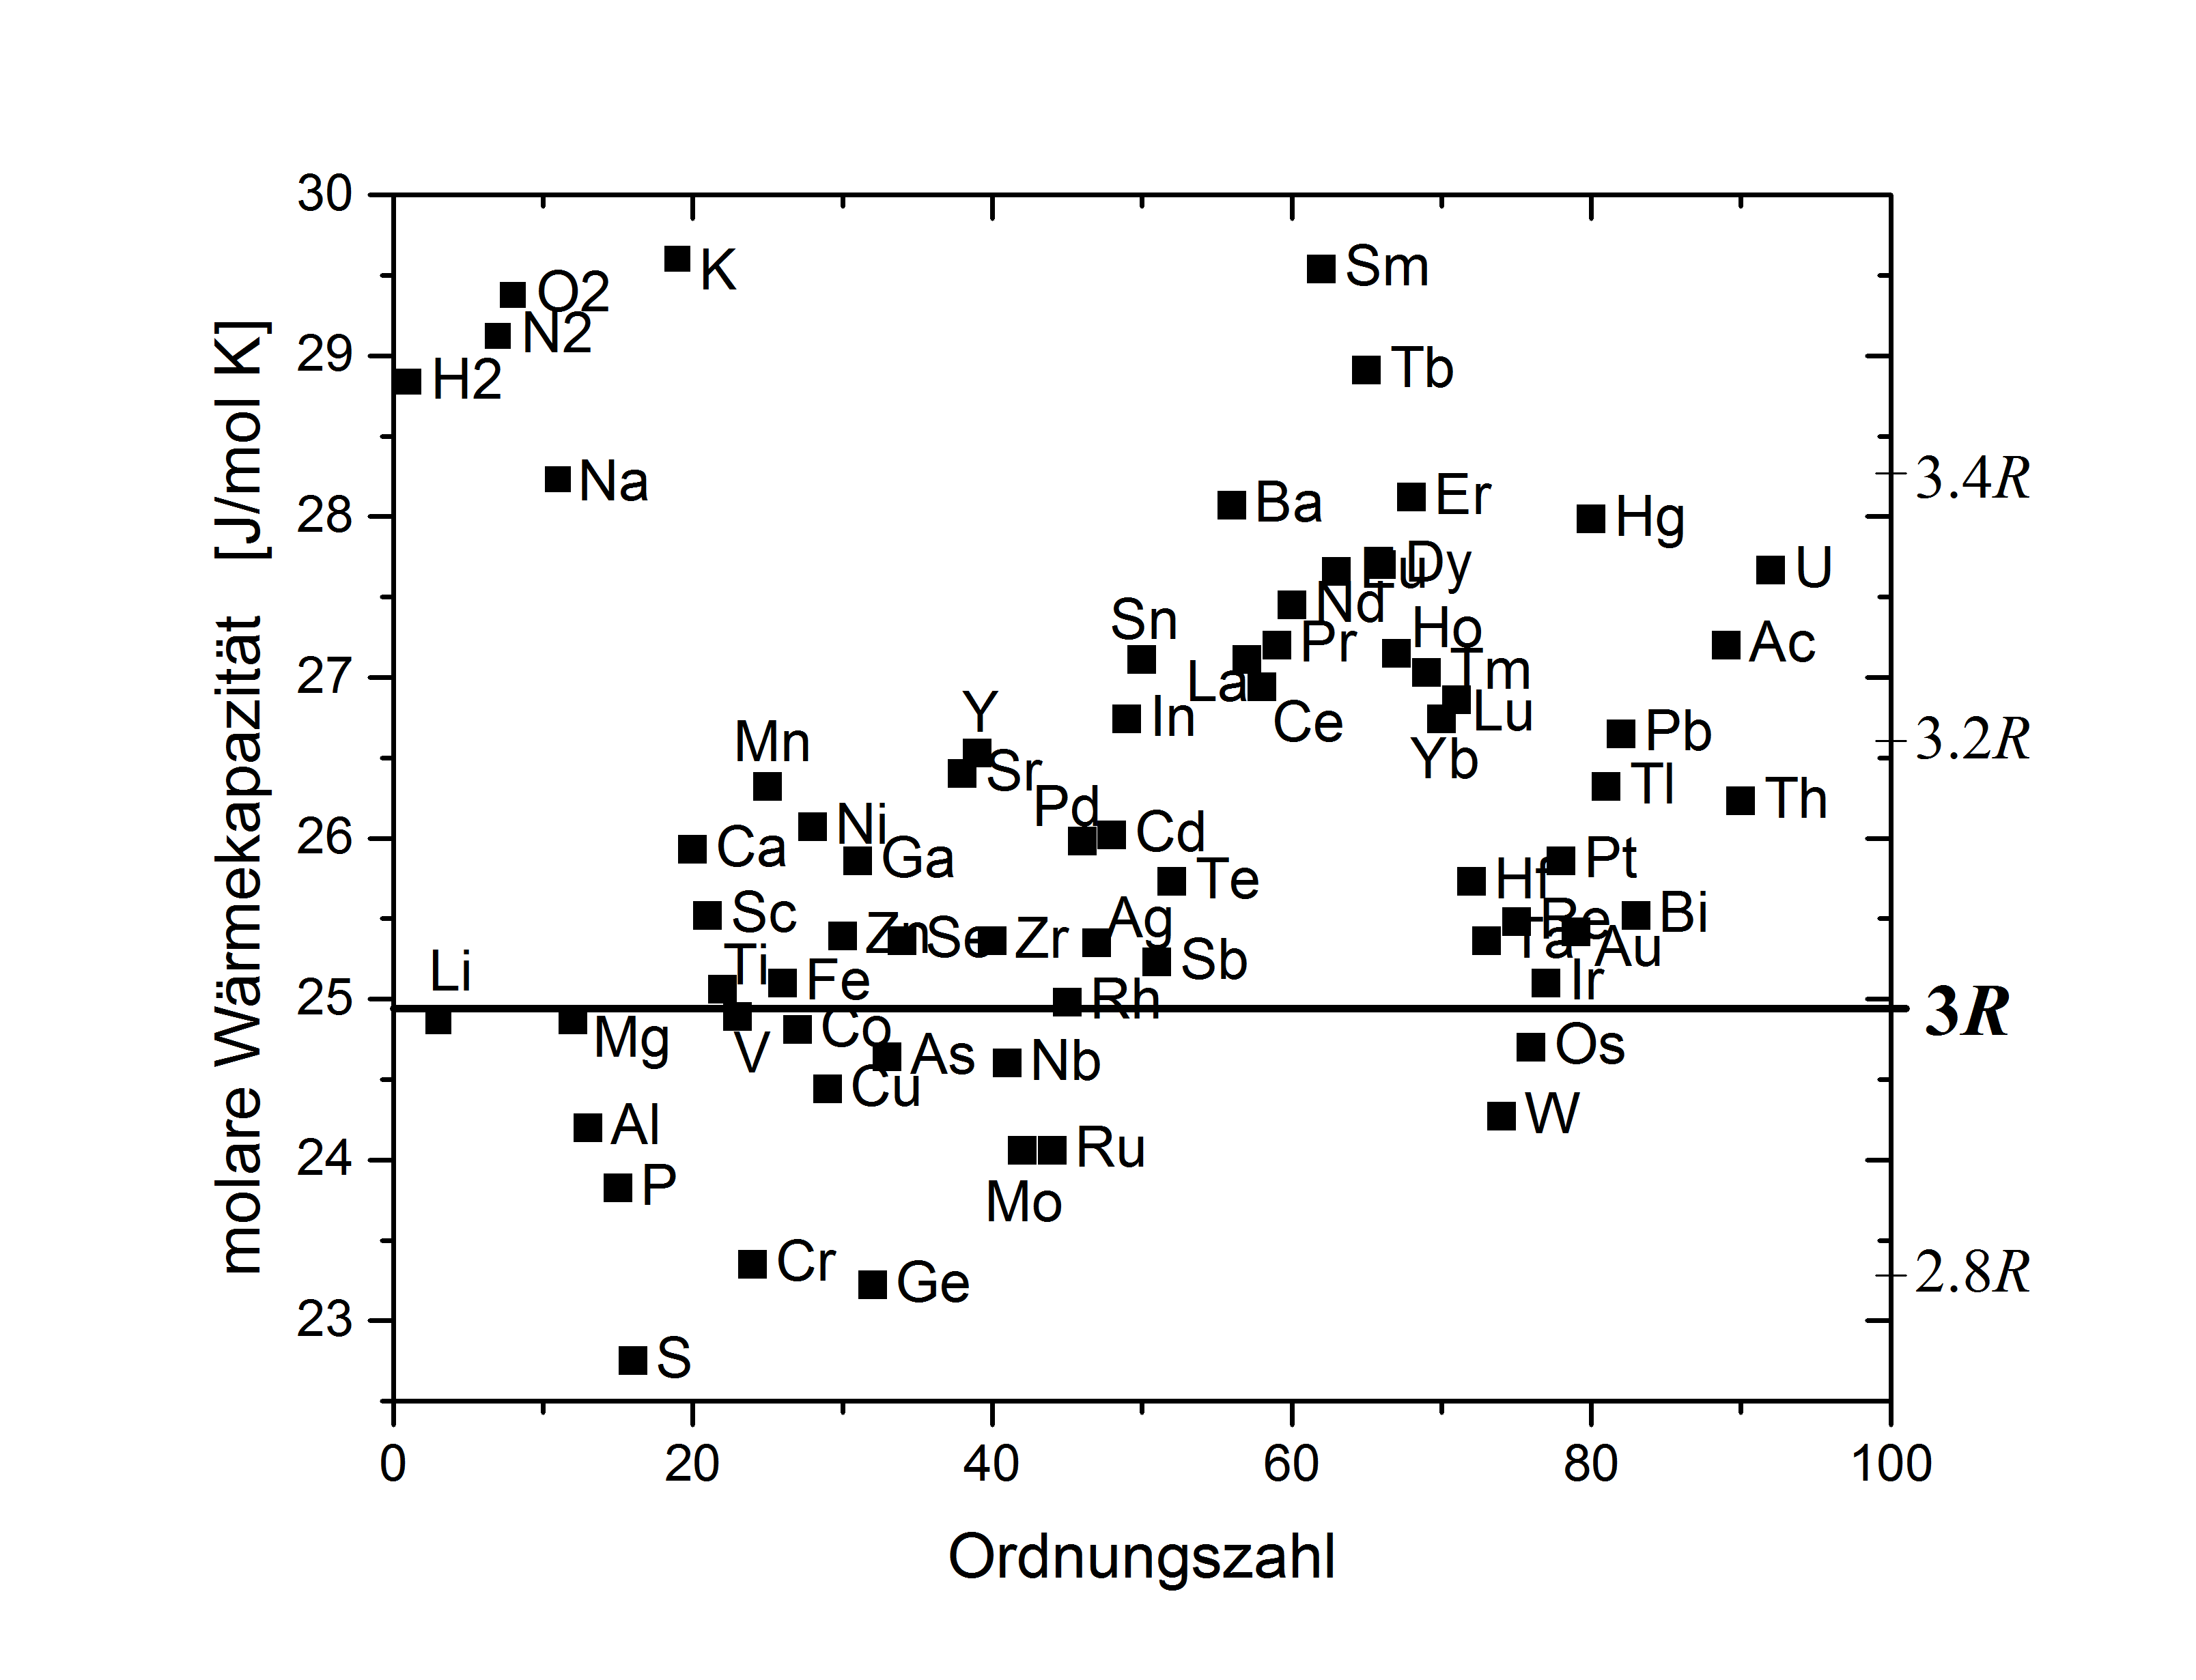 30
29
28
27
26
25
24
23
molare Wärmekapazität [J/mol K]
0
20
40
60
80
100
Ordnungszahl
3.4R
3.2R
3R
2.8R
K
O2
N2
H2
Na
Sm
Tb
Er
Ba
Hg
Dy
Eu
U
Nd
Sn
Ho
Pr
Ac
Tm
La
Ce
In
Lu
Yb
Y
Sr
Pb
Mn
Tl
Th
Pd
Ni
Cd
Ca
Ga
Pt
Te
Hf
Sc
Bi
Ag
Re
Zn
Se
Zr
Ta
Au
Sb
Ti
Li
Fe
Ir
Rh
Mg
V
Co
Os
As
Nb
Cu
W
Al
Ru
P
Mo
Cr
Ge
S